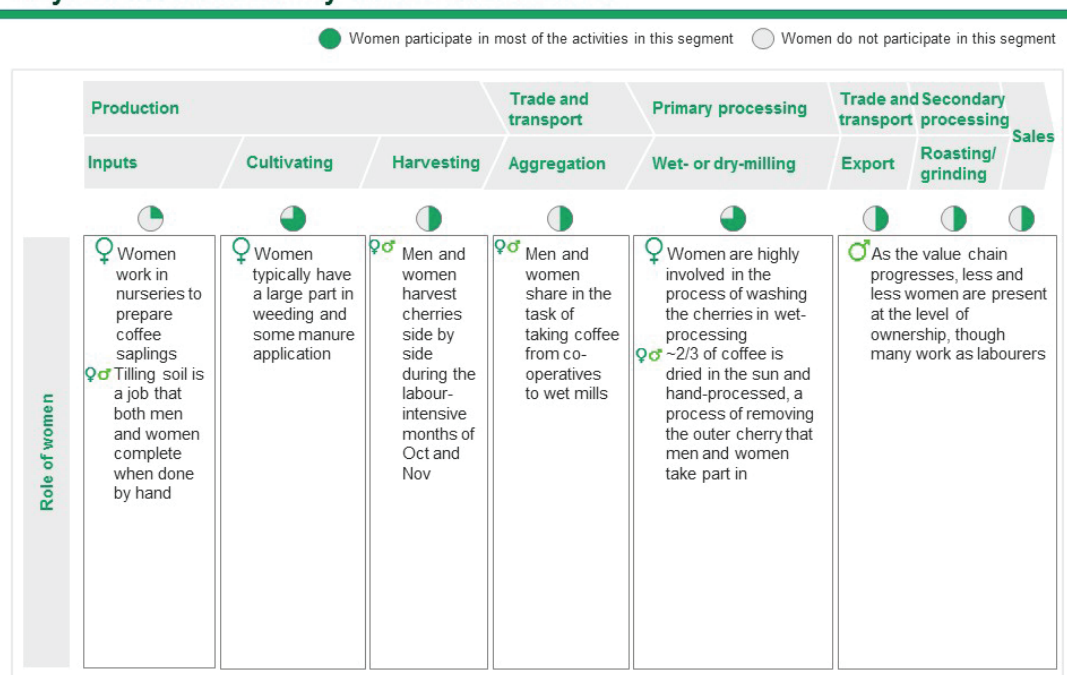 Women participate in most of the activities in this segment
Women do not participate in this segment
Production
Trade and
transport
Primary processing
Trade and
transport
Secondary
processing
Sales
Inputs
Cultivating
Harvesting
Aggregation
Wet- or dry-milling
Export
Roasting/
grinding
Role of women
Women
work in
nurseries to
prepare
coffee
saplings
Tilling soil is
a job that
both men
and women
complete
when done
by hand
Women
typically have
a large part in
weeding and
some manure
application
Men and
women
harvest
cherries
side by
side
during the
labour-
intensive
months of
Oct and
Nov
Men and
women
share in the
task of
taking coffee
from co-
operatives
to wet mills
Women are highly
involved in the
process of washing
the cherries in wet-
processing
~2/3 of coffee is
dried in the sun and
hand-processed, a
process of removing
the outer cherry that
men and women
take part in
As the value chain
progresses, less and
less women are present
at the level of
ownership, though
many work as labourers